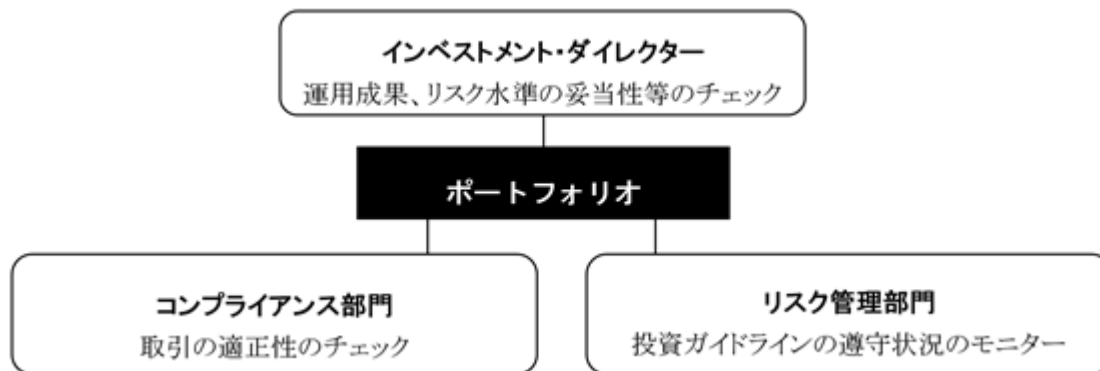 インベストメント・ダイレクター
運用成果、リスク水準の妥当性等のチェック
ポートフォリオ
コンプライアンス部門
取引の適正性のチェック
リスク管理部門
投資ガイドラインの遵守状況のモニター